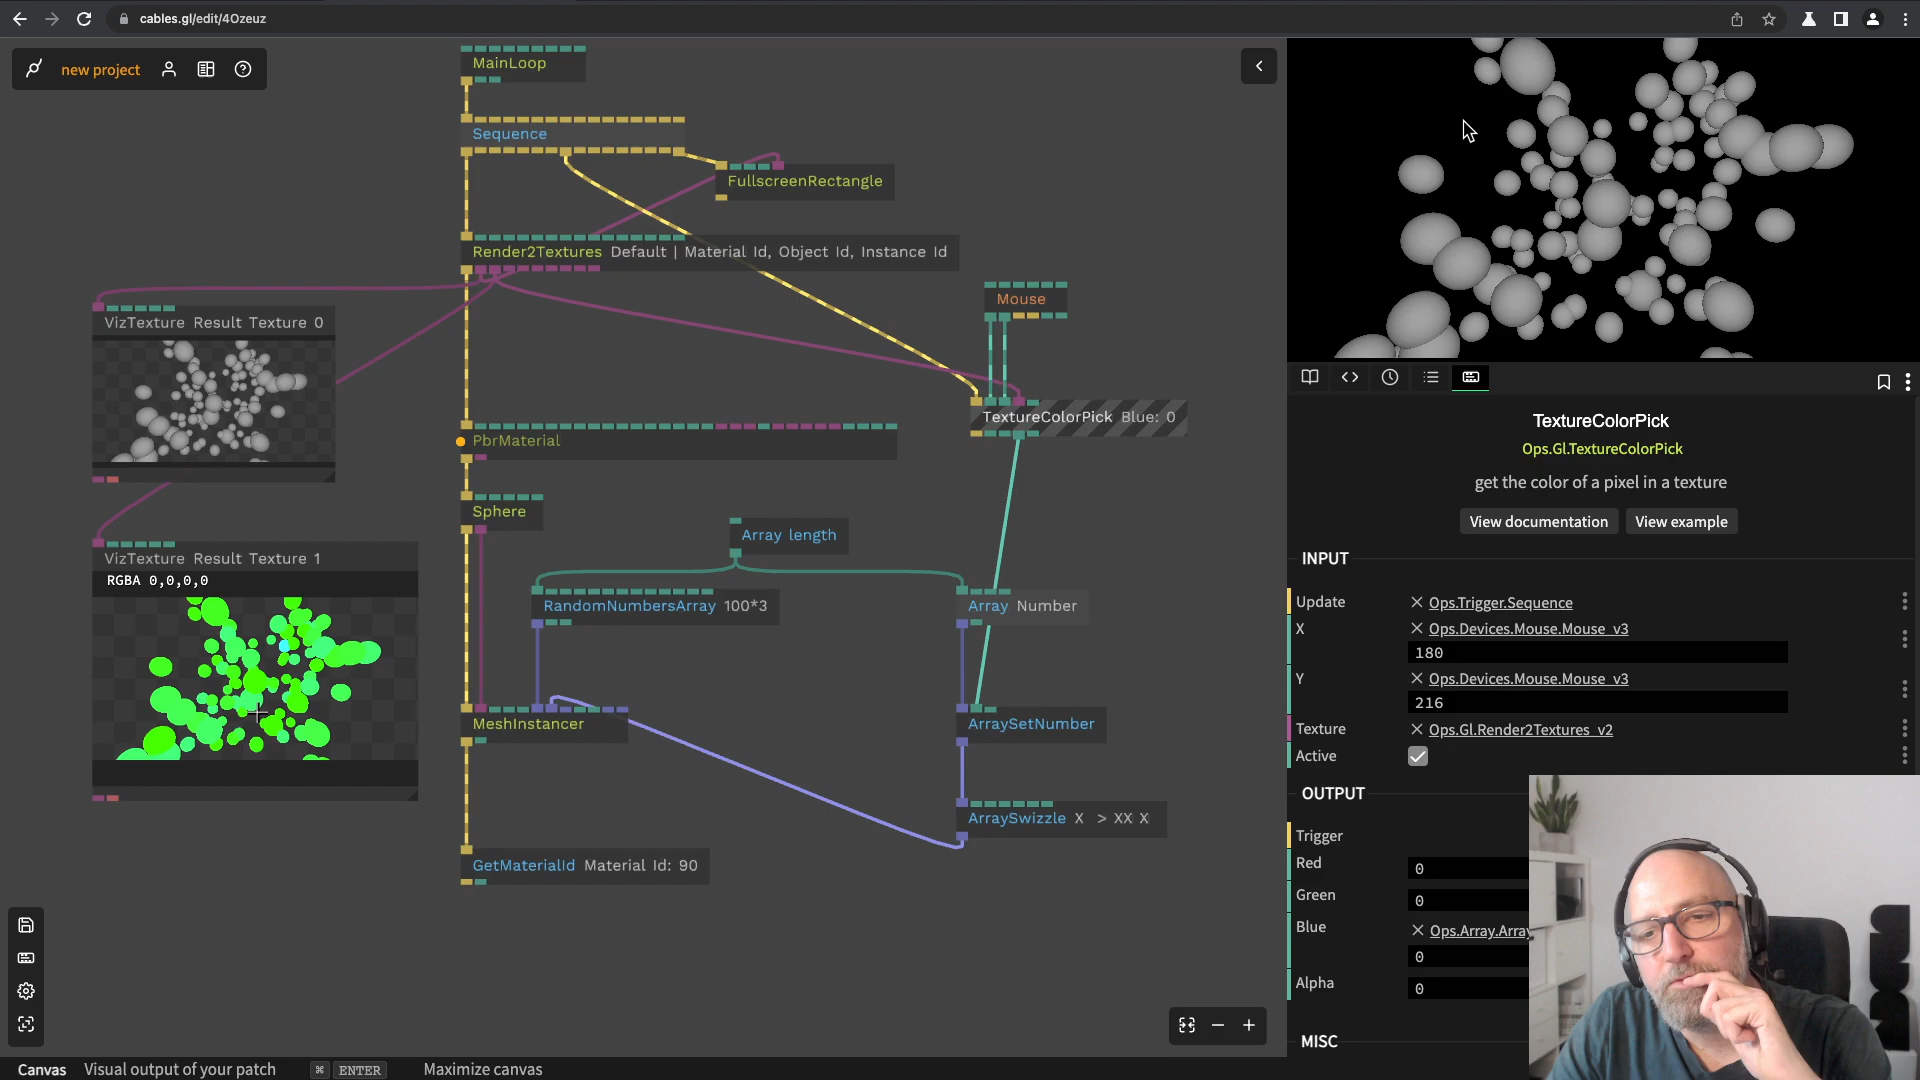 cables.gl/edit/4Ozeuz
new project
MainLoop
Sequence
FullscreenRectangle
Render2Textures Default | Material Id, Object Id, Instance Id
Mouse
VizTexture Result Texture 0
TextureColorPick Blue: 0
PbrMaterial
Sphere
Array length
VizTexture Result Texture 1
RGBA 0,0,0,0
RandomNumbersArray 100*3
Array Number
MeshInstancer
ArraySetNumber
ArraySwizzle X > XX X
GetMaterialId Material Id: 90
TextureColorPick
Ops.Gl.TextureColorPick
get the color of a pixel in a texture
View documentation
View example
INPUT
Update Ops.Trigger.Sequence
X Ops.Devices.Mouse.Mouse_v3
180
Y Ops.Devices.Mouse.Mouse_v3
216
Texture Ops.Gl.Render2Textures_v2
Active
OUTPUT
Trigger
Red 0
Green 0
Blue Ops.Array.Array
0
Alpha 0
MISC
Canvas Visual output of your patch ⌘ ENTER Maximize canvas